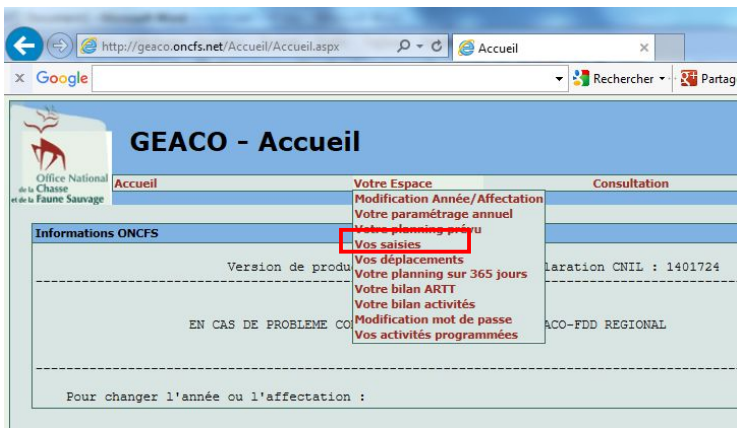 http://geaco.oncfs.net/Accueil/Accueil.aspx
Accueil
x Google
Rechercher
Partag
GEACO - Accueil
Office National
de la Chasse
et de la Faune Sauvage
Accueil
Votre Espace
Consultation
Modification Année/Affectation
Votre paramétrage annuel
Votre planning prévu
Vos saisies
Vos déplacements
Votre planning sur 365 jours
Votre bilan ARTT
Votre bilan activités
Modification mot de passe
Vos activités programmées
Informations ONCFS
Version de produ laration CNIL : 1401724
EN CAS DE PROBLEME CO ACO-FDD REGIONAL
Pour changer l'année ou l'affectation :